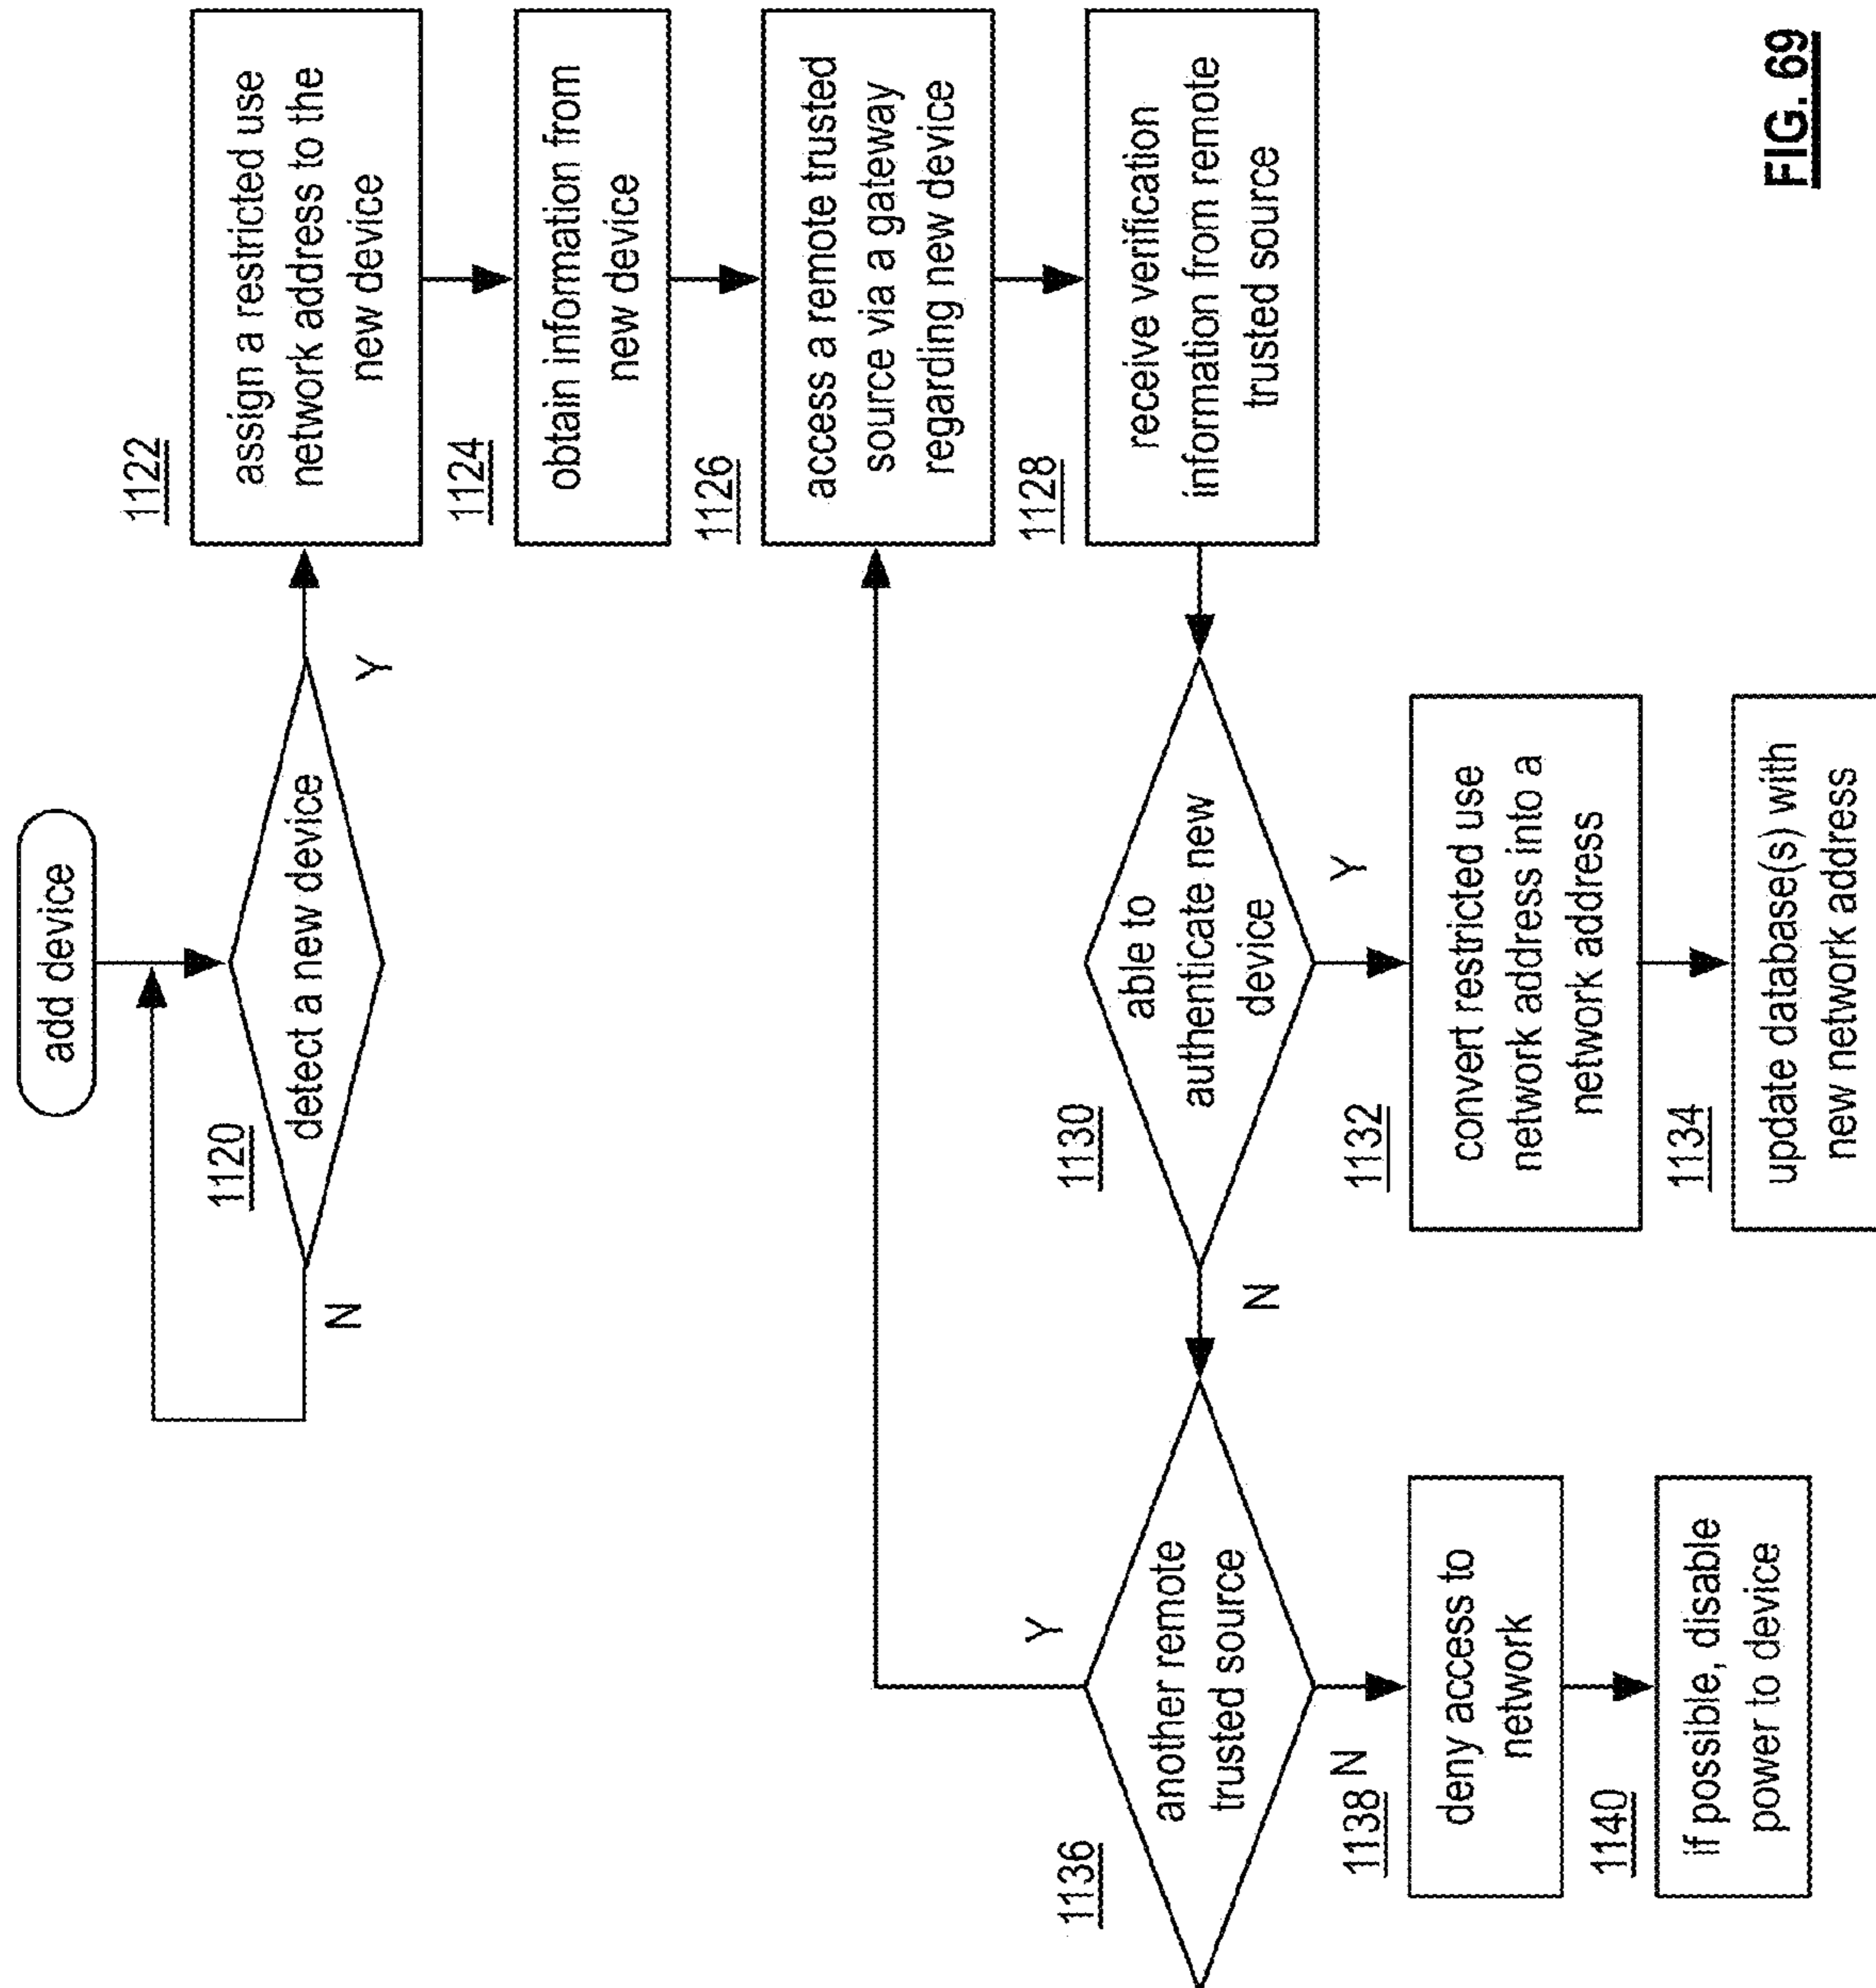 add device
1120
detect a new device
N
Y
1122
assign a restricted use
network address to the
new device
1124
obtain information from
new device
1126
access a remote trusted
source via a gateway
regarding new device
1128
receive verification
information from remote
trusted source
1130
able to
authenticate new
device
Y
N
1132
convert restricted use
network address into a
network address
1134
update database(s) with
new network address
1136
another remote
trusted source
Y
N
1138
deny access to
network
1140
if possible, disable
power to device
FIG. 69